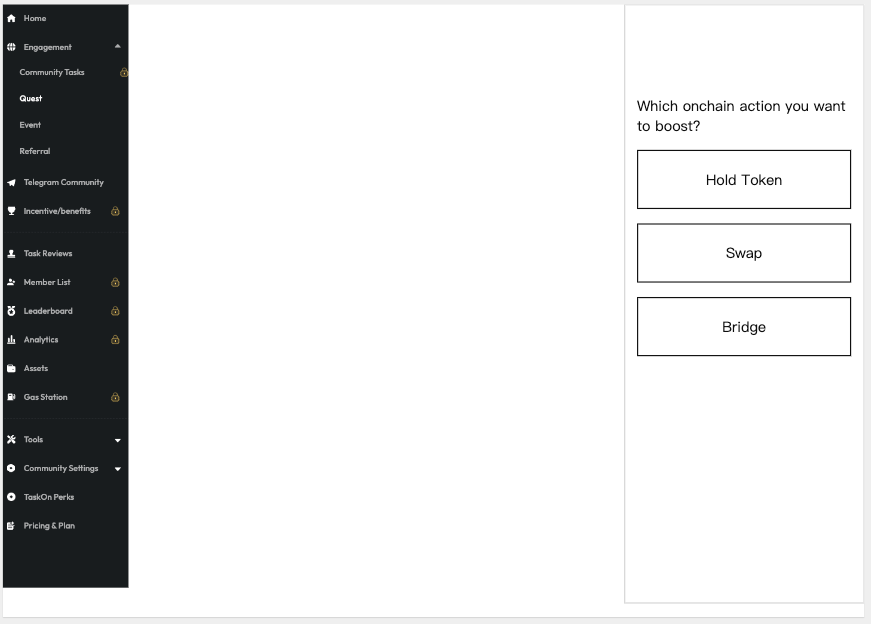 Home
Engagement
Community Tasks
Quest
Event
Referral
Telegram Community
Incentive/benefits
Task Reviews
Member List
Leaderboard
Analytics
Assets
Gas Station
Tools
Community Settings
TaskOn Perks
Pricing & Plan
Which onchain action you want
to boost?
Hold Token
Swap
Bridge